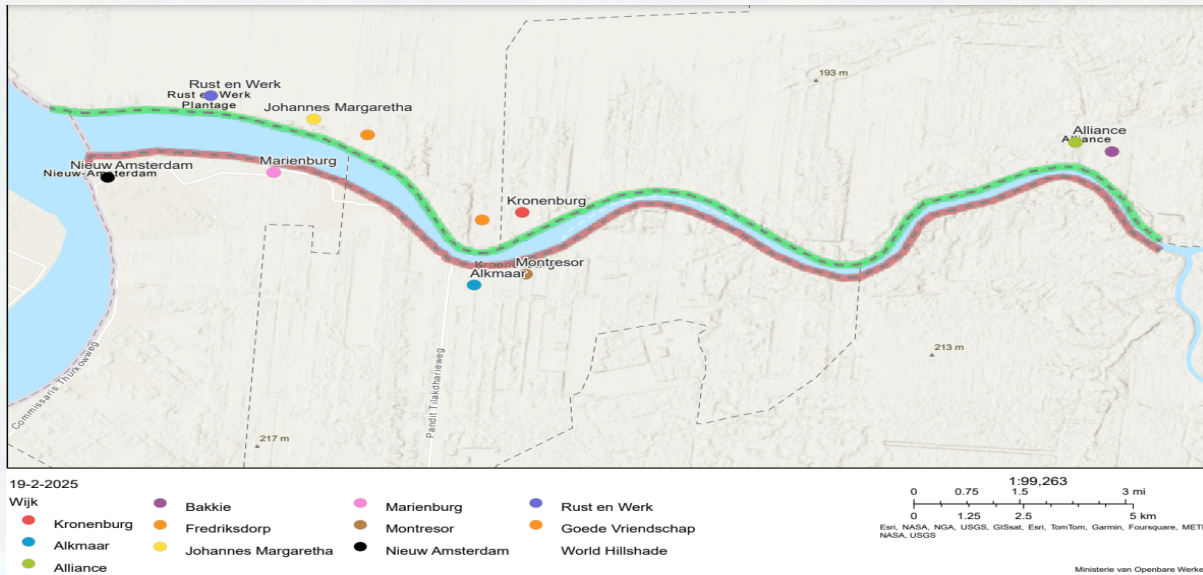 193 m
Rust en Werk
Rust en Werk
Plantage
Johannes Margaretha
Alliance
Alliance
Nieuw Amsterdam
Nieuw-Amsterdam
Marienburg
Kronenburg
Montresor
Alkmaar
213 m
Commissaris Thurkowweg
Pandit Tilakdharieweg
217 m
19-2-2025
Wijk
Kronenburg
Alkmaar
Alliance
Bakkie
Fredriksdorp
Johannes Margaretha
Marienburg
Montresor
Nieuw Amsterdam
Rust en Werk
Goede Vriendschap
World Hillshade
1:99,263
0 0.75 1.5 3 mi
0 1.25 2.5 5 km
Esri, NASA, NGA, USGS, GISsat, Esri, TomTom, Garmin, Foursquare, METI
NASA, USGS
Ministerie van Openbare Werke